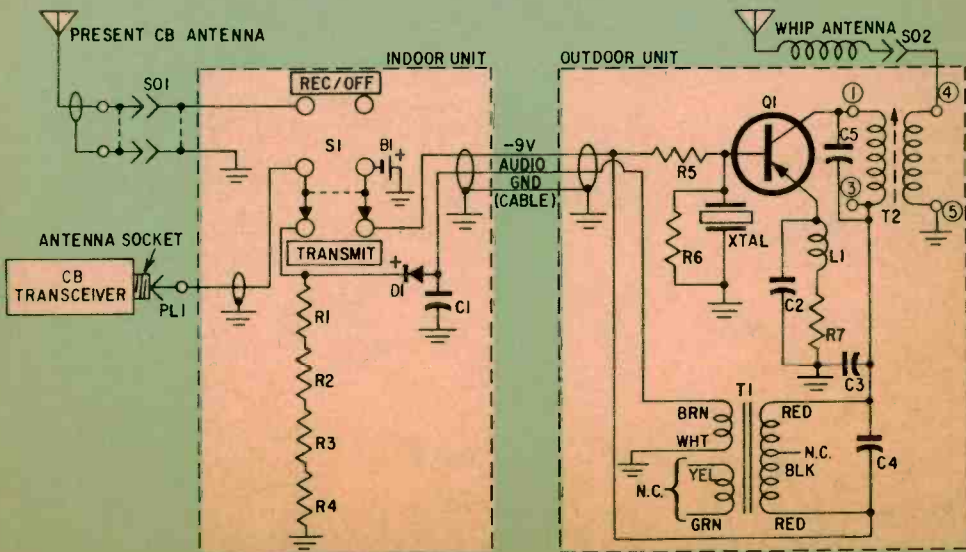 PRESENT CB ANTENNA
SO1
INDOOR UNIT
REC/OFF
S1
B1
+
ANTENNA SOCKET
CB
TRANSCEIVER
PL1
TRANSMIT
+
D1
C1
R1
R2
R3
R4
-9V
AUDIO
GND
(CABLE)
WHIP ANTENNA
SO2
OUTDOOR UNIT
Q1
1
4
C5
R5
3
5
T2
R6
XTAL
L1
C2
R7
C3
T1
BRN
RED
WHT
N.C.
BLK
C4
N.C.
YEL
GRN
RED